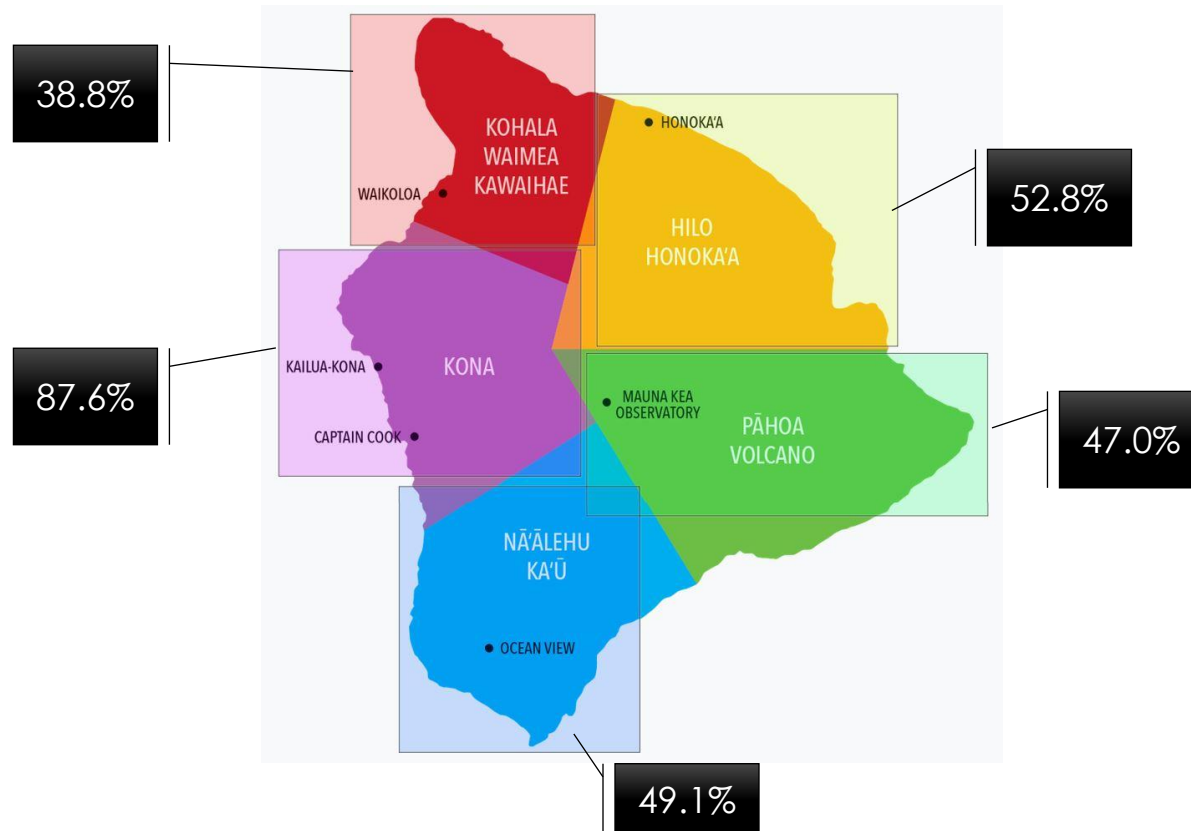 38.8%
KOHALA
WAIMEA
KAWAIHAE
WAIKOLOA
HONOKA'A
52.8%
HILO
HONOKA'A
87.6%
KAILUA-KONA
KONA
CAPTAIN COOK
MAUNA KEA
OBSERVATORY
PĀHOA
VOLCANO
47.0%
NĀ'ĀLEHU
KA'Ū
OCEAN VIEW
49.1%